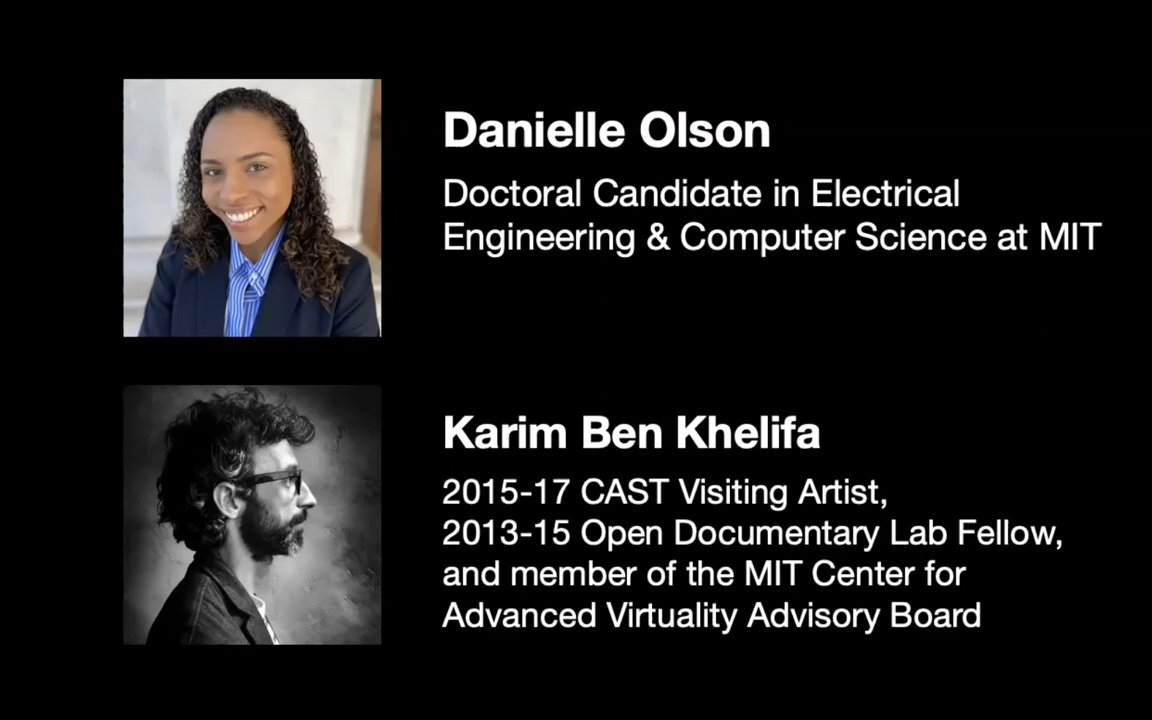 Danielle Olson
Doctoral Candidate in Electrical
Engineering & Computer Science at MIT
Karim Ben Khelifa
2015-17 CAST Visiting Artist,
2013-15 Open Documentary Lab Fellow,
and member of the MIT Center for
Advanced Virtuality Advisory Board